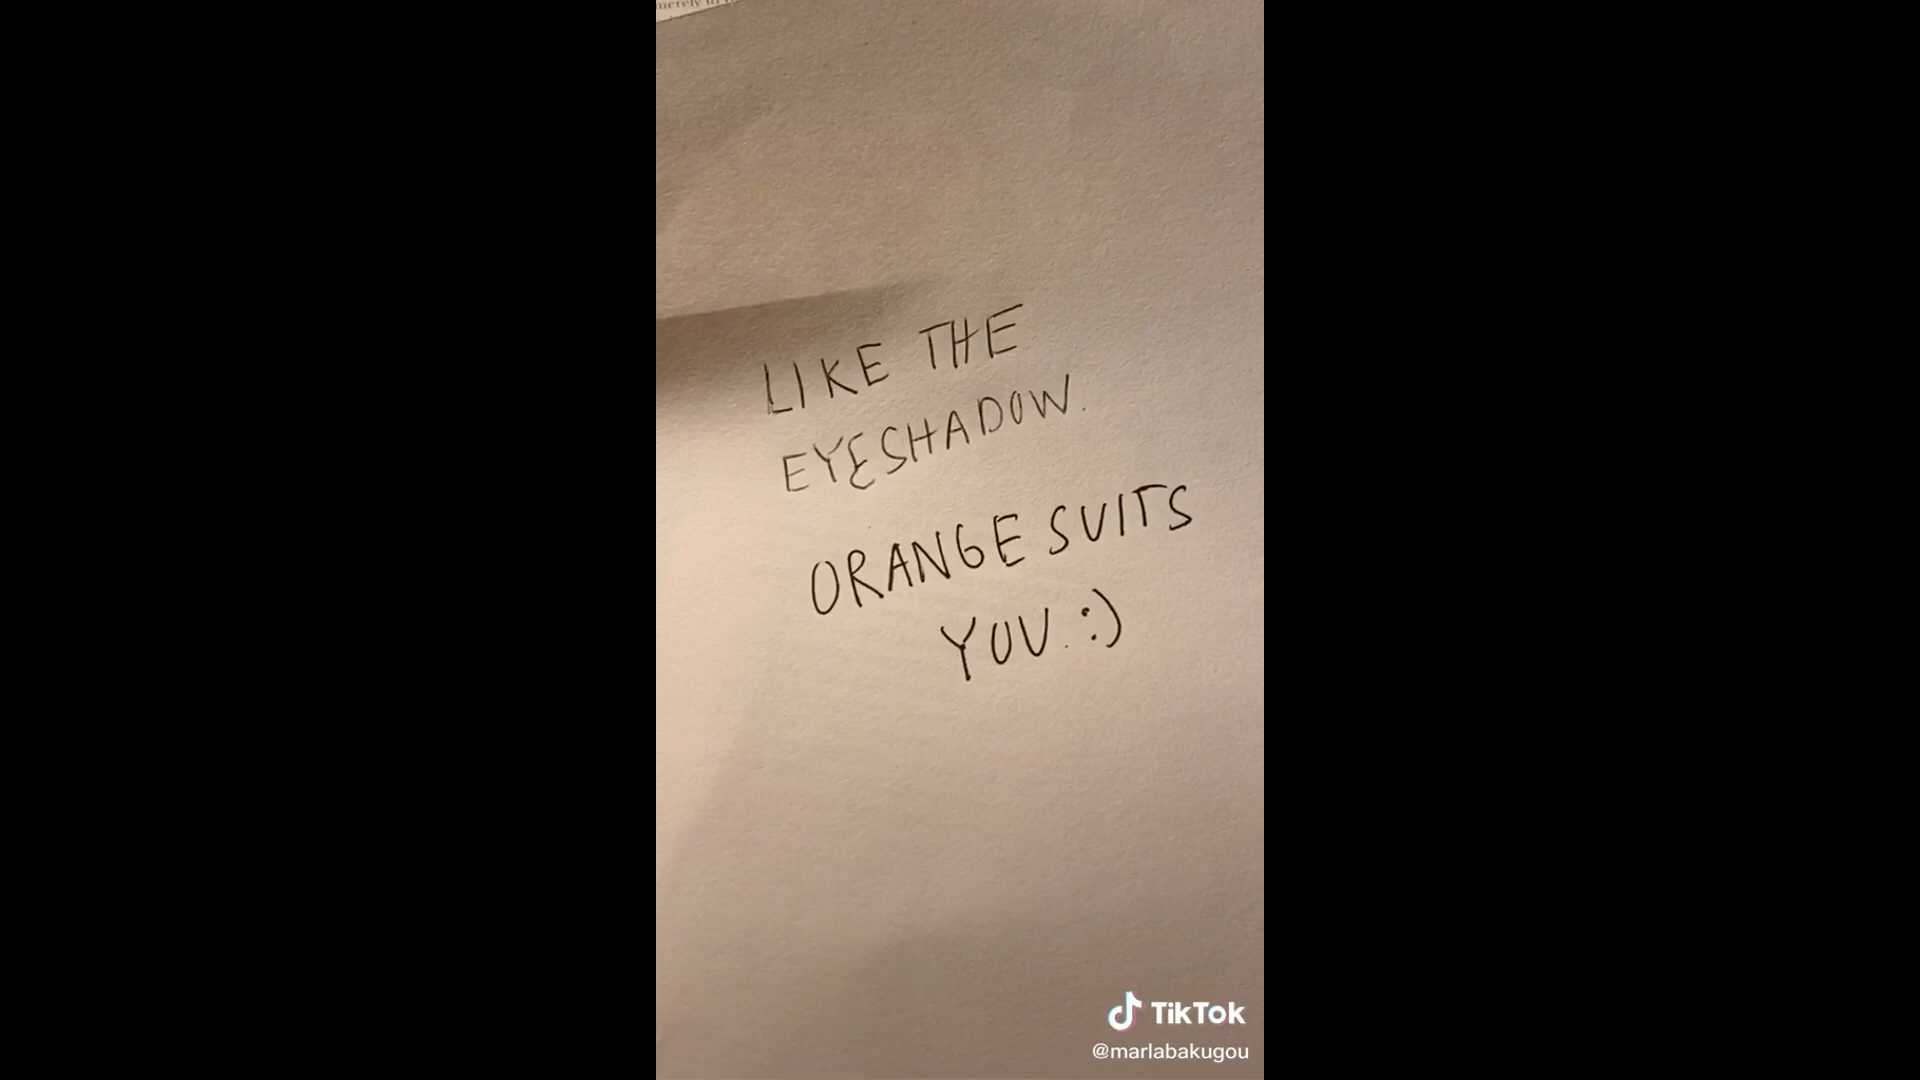 LIKE THE
EYESHADOW.
ORANGE SUITS
YOU. :)
TikTok
@marlabakugou